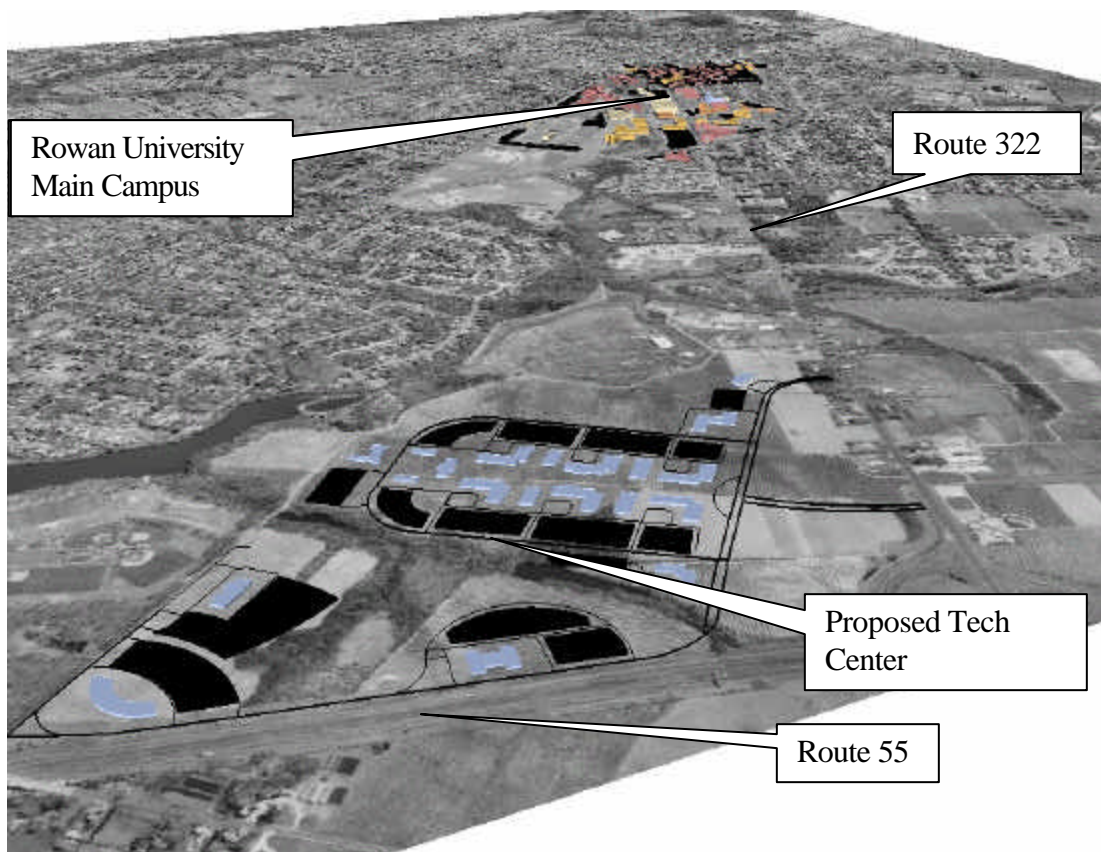 Rowan University
Main Campus
Route 322
Proposed Tech
Center
Route 55